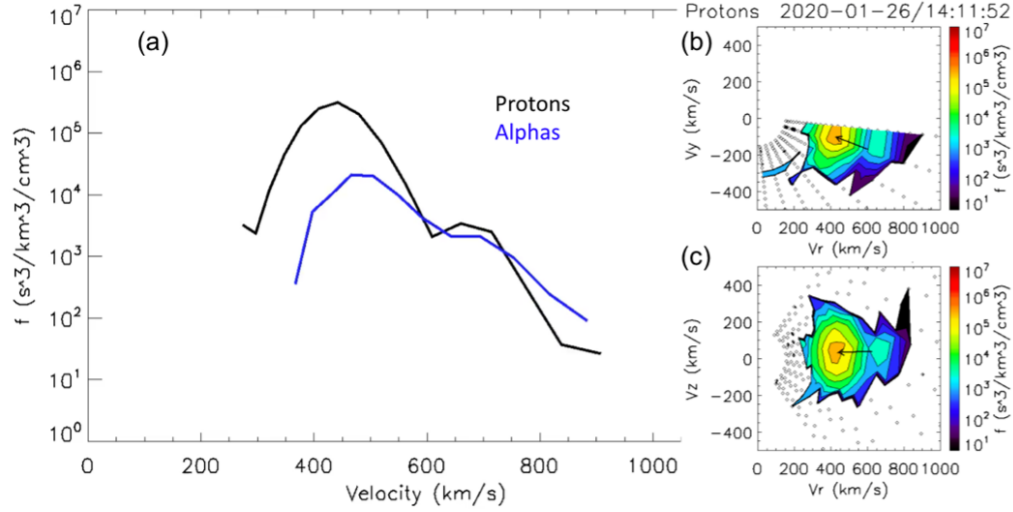 (a)
10^7
10^6
10^5
10^4
10^3
10^2
10^1
10^0
f (s^3/km^3/cm^3)
Protons
Alphas
0 200 400 600 800 1000
Velocity (km/s)
Protons 2020-01-26/14:11:52
(b)
400
200
0
-200
-400
Vy (km/s)
0 200 400 600 800 1000
Vr (km/s)
10^7
10^6
10^5
10^4
10^3
10^2
10^1
f (s^3/km^3/cm^3)
(c)
400
200
0
-200
-400
Vz (km/s)
0 200 400 600 800 1000
Vr (km/s)
10^7
10^6
10^5
10^4
10^3
10^2
10^1
f (s^3/km^3/cm^3)